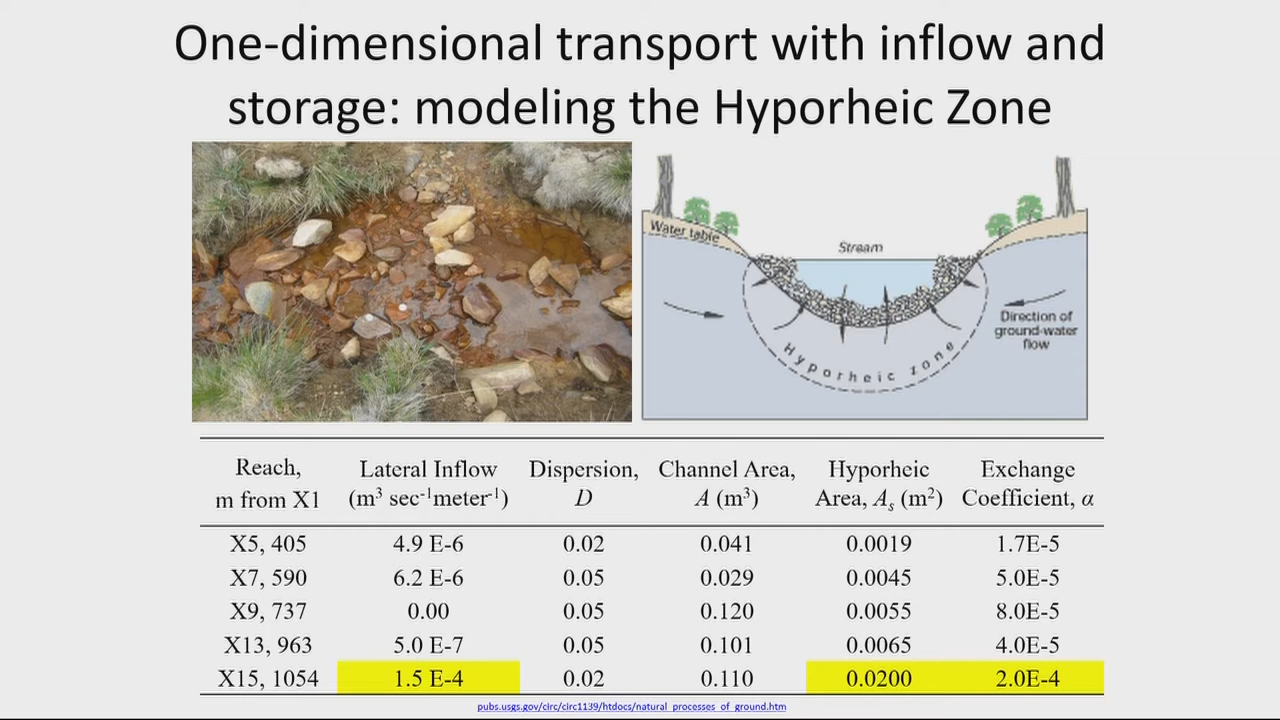 One-dimensional transport with inflow and
storage: modeling the Hyporheic Zone
Water table
Stream
Direction of
ground-water
flow
Hyporheic zone
Reach, Lateral Inflow Dispersion, Channel Area, Hyporheic Exchange
m from X1 (m³ sec⁻¹meter⁻¹) D A (m³) Area, Aₛ (m²) Coefficient, α
X5, 405 4.9 E-6 0.02 0.041 0.0019 1.7E-5
X7, 590 6.2 E-6 0.05 0.029 0.0045 5.0E-5
X9, 737 0.00 0.05 0.120 0.0055 8.0E-5
X13, 963 5.0 E-7 0.05 0.101 0.0065 4.0E-5
X15, 1054 1.5 E-4 0.02 0.110 0.0200 2.0E-4
pubs.usgs.gov/circ/circ1139/htdocs/natural_processes_of_ground.htm